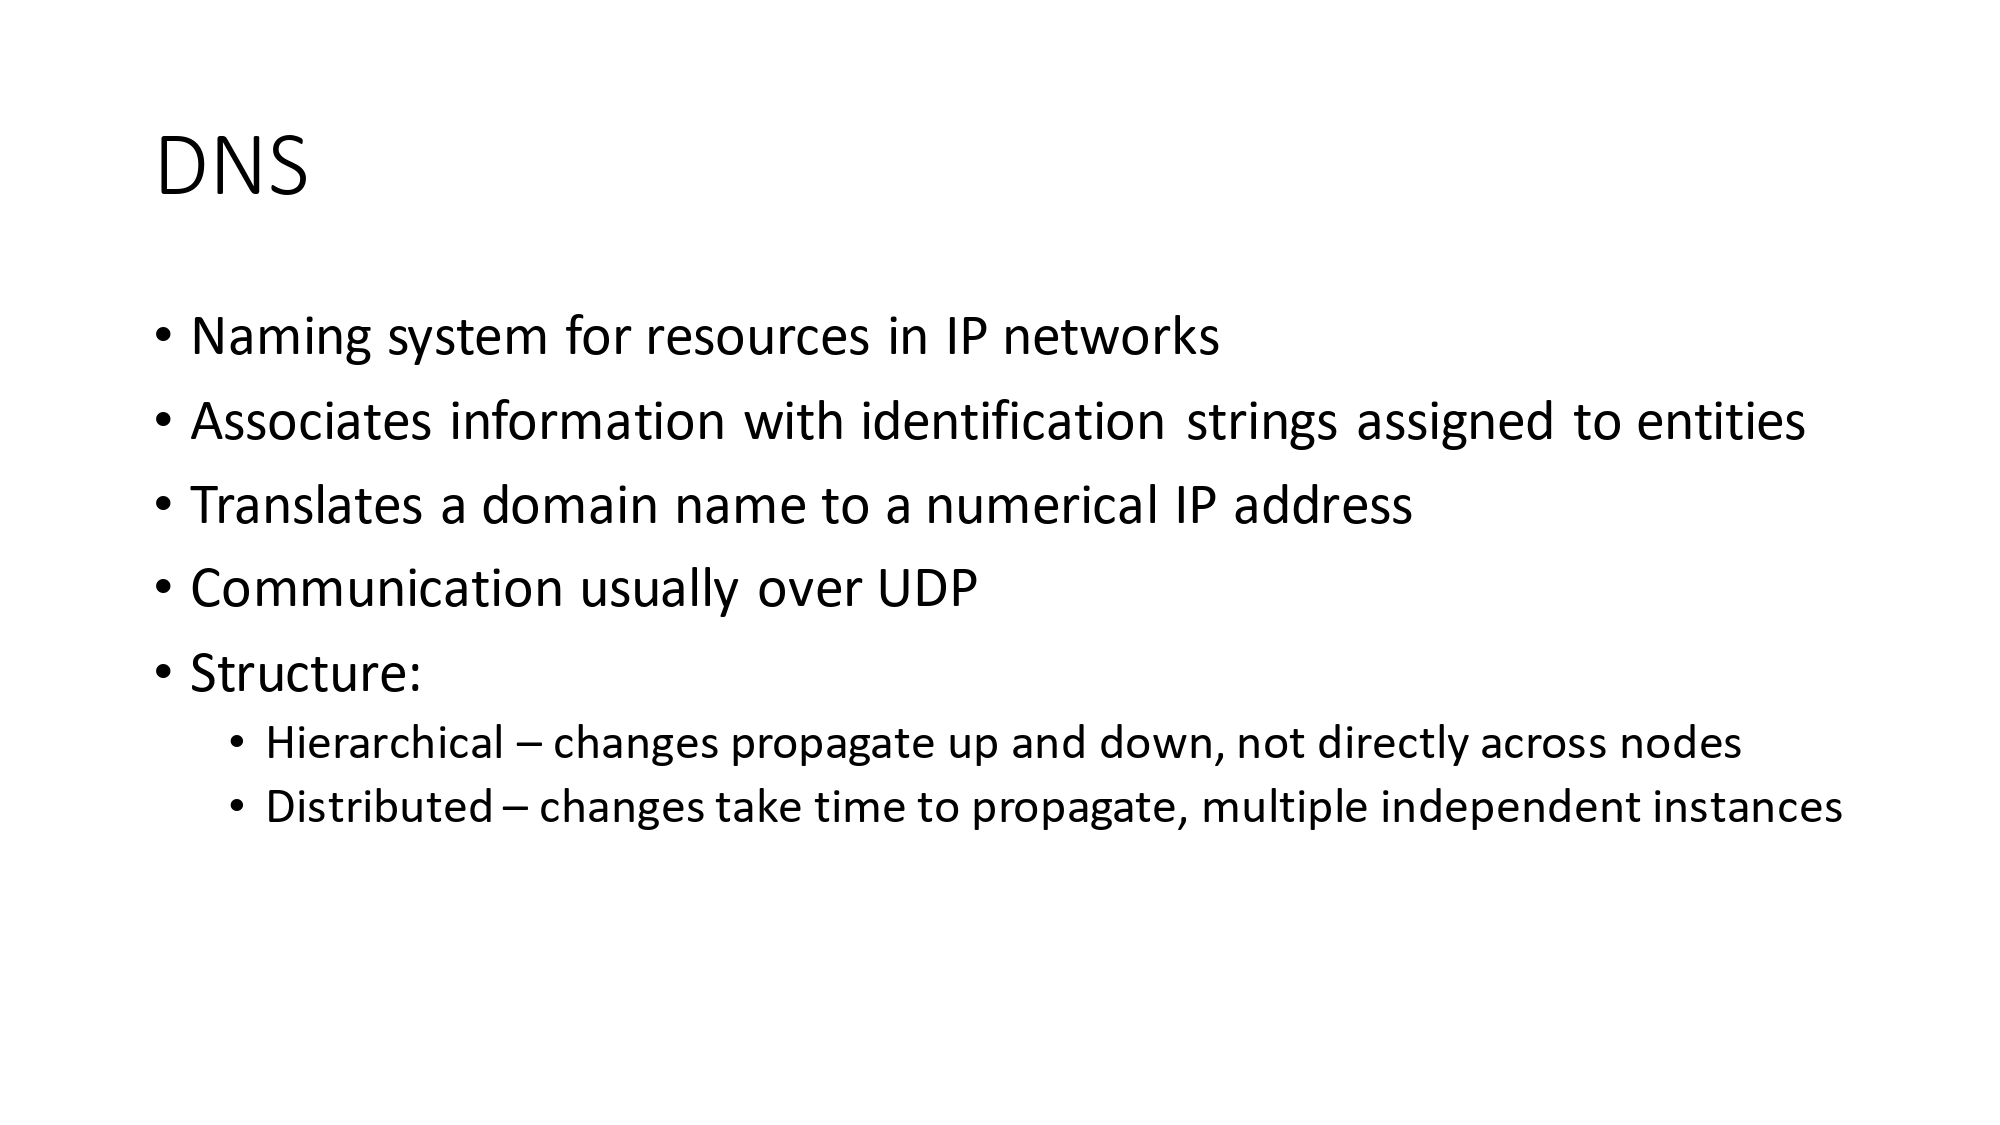 DNS
• Naming system for resources in IP networks
• Associates information with identification strings assigned to entities
• Translates a domain name to a numerical IP address
• Communication usually over UDP
• Structure:
• Hierarchical – changes propagate up and down, not directly across nodes
• Distributed – changes take time to propagate, multiple independent instances